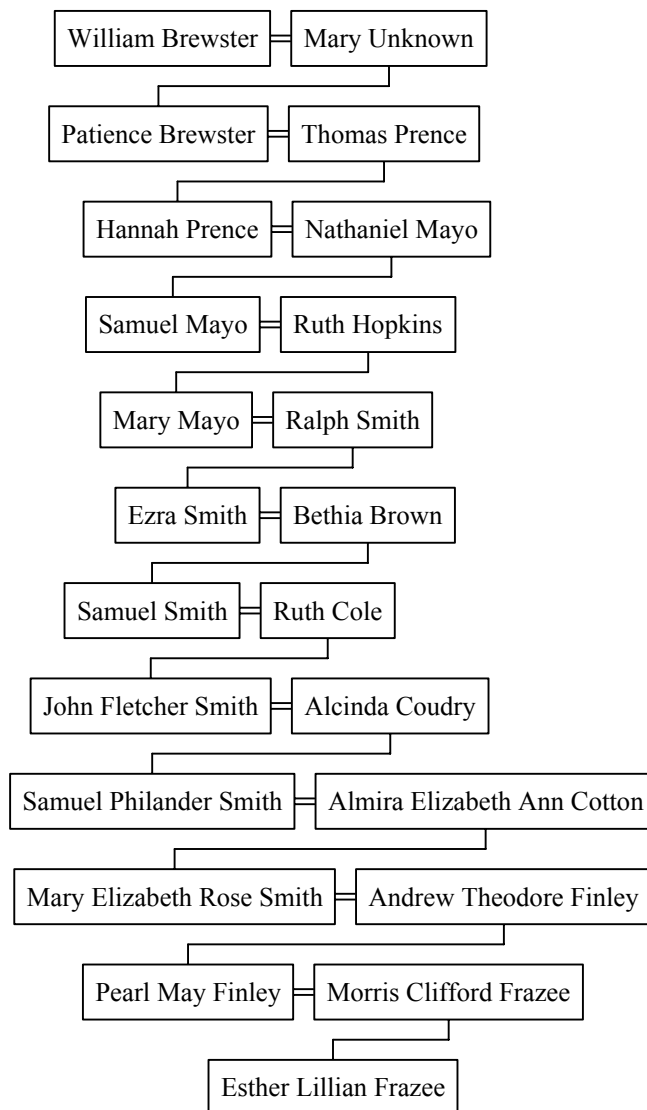 William Brewster
Mary Unknown
Patience Brewster
Thomas Prence
Hannah Prence
Nathaniel Mayo
Samuel Mayo
Ruth Hopkins
Mary Mayo
Ralph Smith
Ezra Smith
Bethia Brown
Samuel Smith
Ruth Cole
John Fletcher Smith
Alcinda Coudry
Samuel Philander Smith
Almira Elizabeth Ann Cotton
Mary Elizabeth Rose Smith
Andrew Theodore Finley
Pearl May Finley
Morris Clifford Frazee
Esther Lillian Frazee